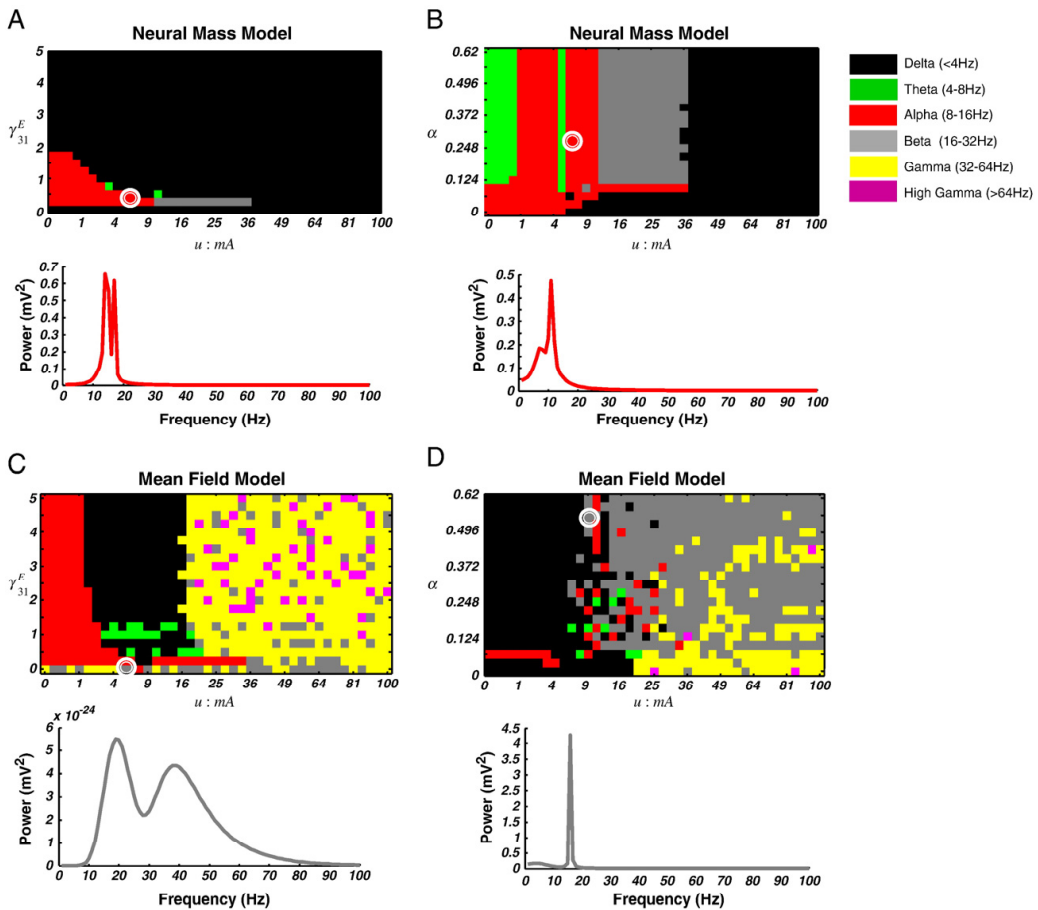 A
Neural Mass Model
5
4
3
2
1
0
γ31E
0 1 4 9 16 25 36 49 64 81 100
u : mA
B
Neural Mass Model
0.62
0.496
0.372
0.248
0.124
0
α
0 1 4 9 16 25 36 49 64 81 100
u : mA
Delta (<4Hz)
Theta (4-8Hz)
Alpha (8-16Hz)
Beta (16-32Hz)
Gamma (32-64Hz)
High Gamma (>64Hz)
Power (mV²)
0.7
0.6
0.5
0.4
0.3
0.2
0.1
0
0 10 20 30 40 50 60 70 80 90 100
Frequency (Hz)
Power (mV²)
0.5
0.4
0.3
0.2
0.1
0
0 10 20 30 40 50 60 70 80 90 100
Frequency (Hz)
C
Mean Field Model
5
4
3
2
1
0
γ31E
0 1 4 9 16 25 36 49 64 81 100
u : mA
D
Mean Field Model
0.62
0.496
0.372
0.248
0.124
0
α
0 1 4 9 16 25 36 49 64 81 100
u : mA
x 10-24
Power (mV²)
6
5
4
3
2
1
0
0 10 20 30 40 50 60 70 80 90 100
Frequency (Hz)
Power (mV²)
4.5
4
3.5
3
2.5
2
1.5
1
0.5
0
0 10 20 30 40 50 60 70 80 90 100
Frequency (Hz)